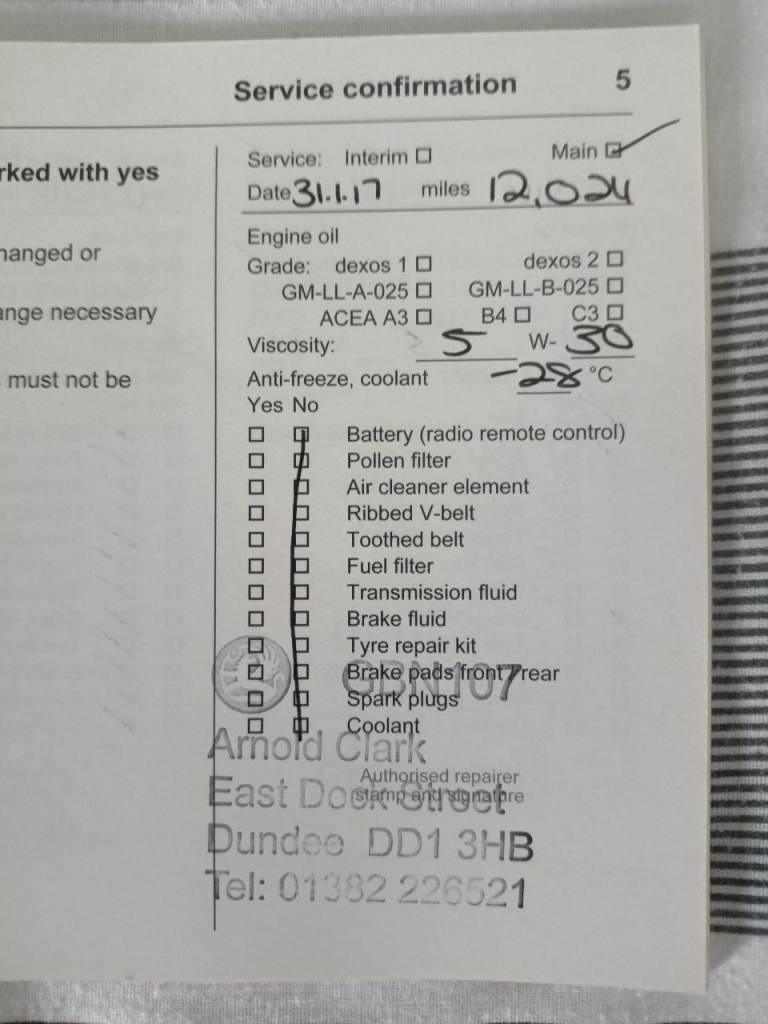 Service confirmation 5
rked with yes
hanged or
ange necessary
must not be
Service: Interim Main
Date 31.1.17 miles 12,024
Engine oil
Grade: dexos 1 dexos 2
GM-LL-A-025 GM-LL-B-025
ACEA A3 B4 C3
Viscosity: 5 W- 30
Anti-freeze, coolant -28 °C
Yes No
Battery (radio remote control)
Pollen filter
Air cleaner element
Ribbed V-belt
Toothed belt
Fuel filter
Transmission fluid
Brake fluid
Tyre repair kit
Brake pads front/rear
GBN107
Spark plugs
Coolant
Arnold Clark
Authorised repairer
East Dock Street
stamp and signature
Dundee DD1 3HB
Tel: 01382 226521